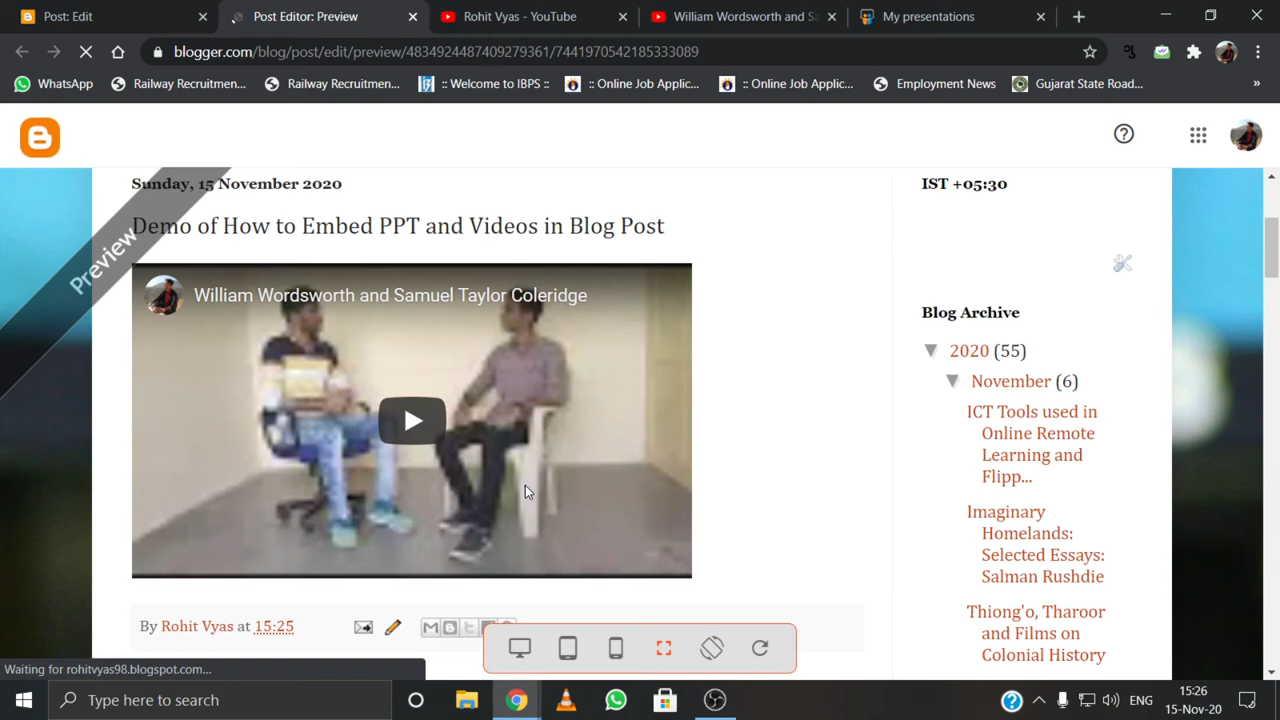 Post: Edit
Post Editor: Preview
Rohit Vyas - YouTube
William Wordsworth and Sa
My presentations
blogger.com/blog/post/edit/preview/4834924487409279361/7441970542185333089
WhatsApp
Railway Recruitmen...
Railway Recruitmen...
:: Welcome to IBPS ::
:: Online Job Applic...
:: Online Job Applic...
Employment News
Gujarat State Road...
Preview
Sunday, 15 November 2020
Demo of How to Embed PPT and Videos in Blog Post
William Wordsworth and Samuel Taylor Coleridge
By Rohit Vyas at 15:25
IST +05:30
Blog Archive
▼ 2020 (55)
▼ November (6)
ICT Tools used in
Online Remote
Learning and
Flipp...
Imaginary
Homelands:
Selected Essays:
Salman Rushdie
Thiong'o, Tharoor
and Films on
Colonial History
Waiting for rohitvyas98.blogspot.com...
Type here to search
ENG
15:26
15-Nov-20